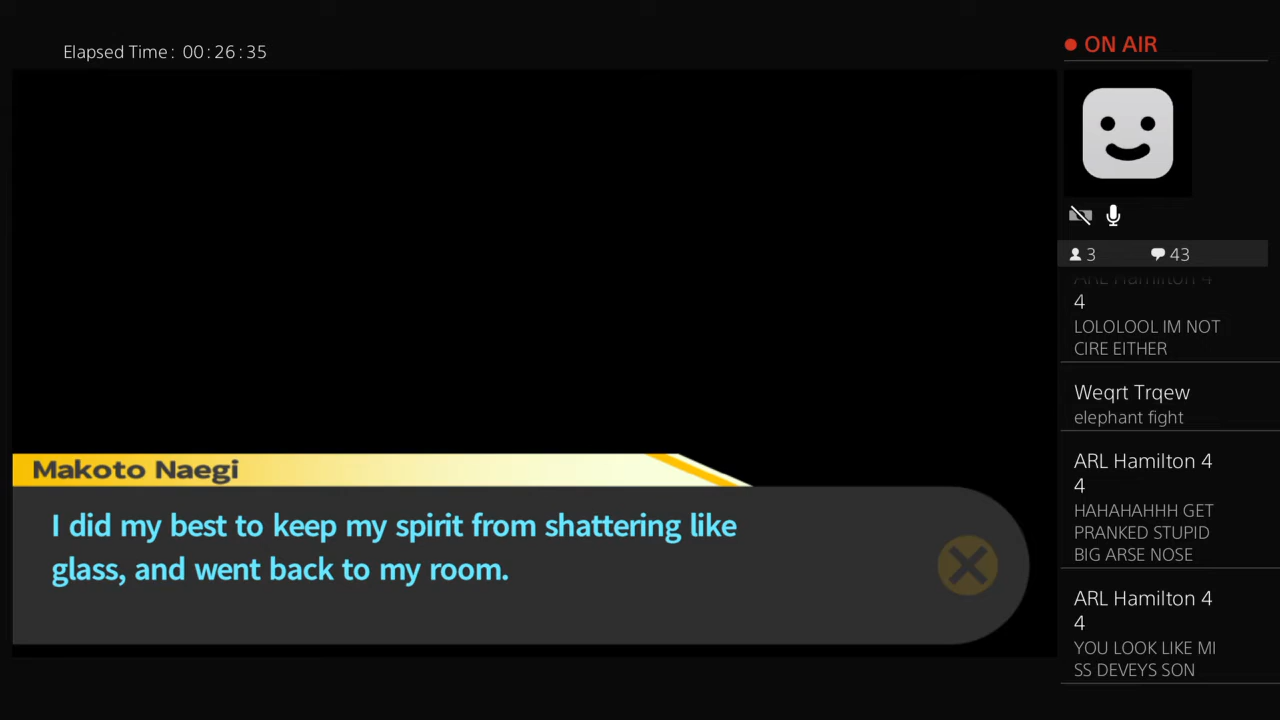 Elapsed Time: 00:26:35
ON AIR
3 43
ARL Hamilton 4
4
LOLOLOOL IM NOT
CIRE EITHER
Weqrt Trqew
elephant fight
ARL Hamilton 4
4
HAHAHAHHH GET
PRANKED STUPID
BIG ARSE NOSE
ARL Hamilton 4
4
YOU LOOK LIKE MI
SS DEVEYS SON
Makoto Naegi
I did my best to keep my spirit from shattering like
glass, and went back to my room.